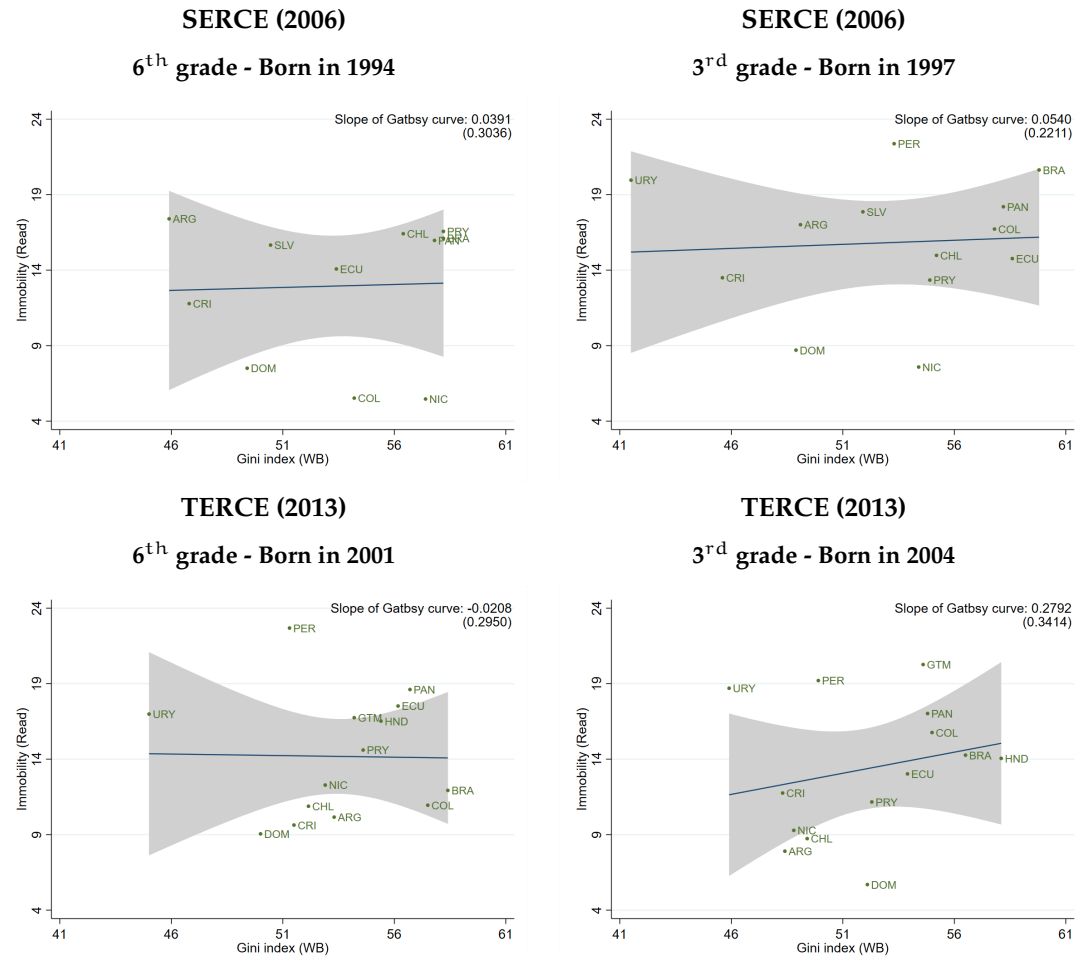 SERCE (2006)
6th grade - Born in 1994
Slope of Gatbsy curve: 0.0391
(0.3036)
Immobility (Read)
24
19
14
9
4
ARG
SLV
CHL
PRY
BRA
PAN
ECU
CRI
DOM
COL
NIC
41 46 51 56 61
Gini index (WB)
SERCE (2006)
3rd grade - Born in 1997
Slope of Gatbsy curve: 0.0540
(0.2211)
Immobility (Read)
24
19
14
9
4
PER
BRA
URY
SLV
PAN
ARG
COL
CHL
ECU
CRI
PRY
DOM
NIC
41 46 51 56 61
Gini index (WB)
TERCE (2013)
6th grade - Born in 2001
Slope of Gatbsy curve: -0.0208
(0.2950)
Immobility (Read)
24
19
14
9
4
PER
PAN
ECU
URY
GTM
HND
PRY
NIC
BRA
CHL
COL
ARG
CRI
DOM
41 46 51 56 61
Gini index (WB)
TERCE (2013)
3rd grade - Born in 2004
Slope of Gatbsy curve: 0.2792
(0.3414)
Immobility (Read)
24
19
14
9
4
GTM
PER
URY
PAN
COL
BRA
HND
ECU
CRI
PRY
NIC
CHL
ARG
DOM
41 46 51 56 61
Gini index (WB)